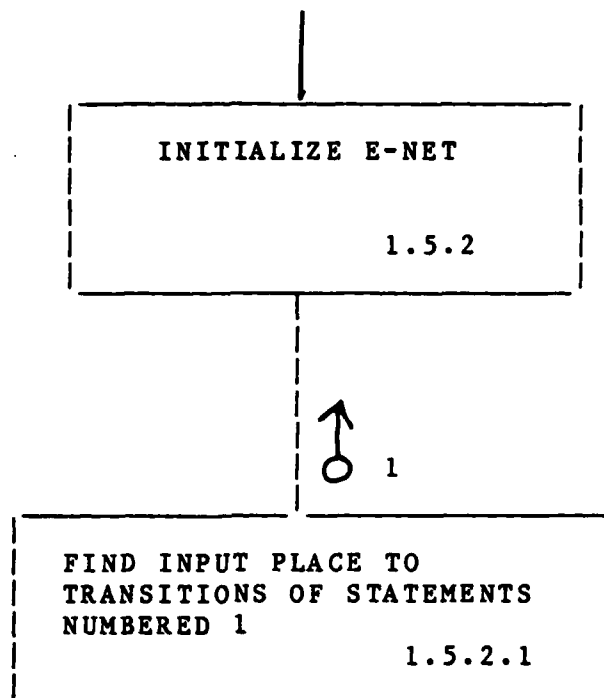 INITIALIZE E-NET
1.5.2
1
FIND INPUT PLACE TO
TRANSITIONS OF STATEMENTS
NUMBERED 1
1.5.2.1